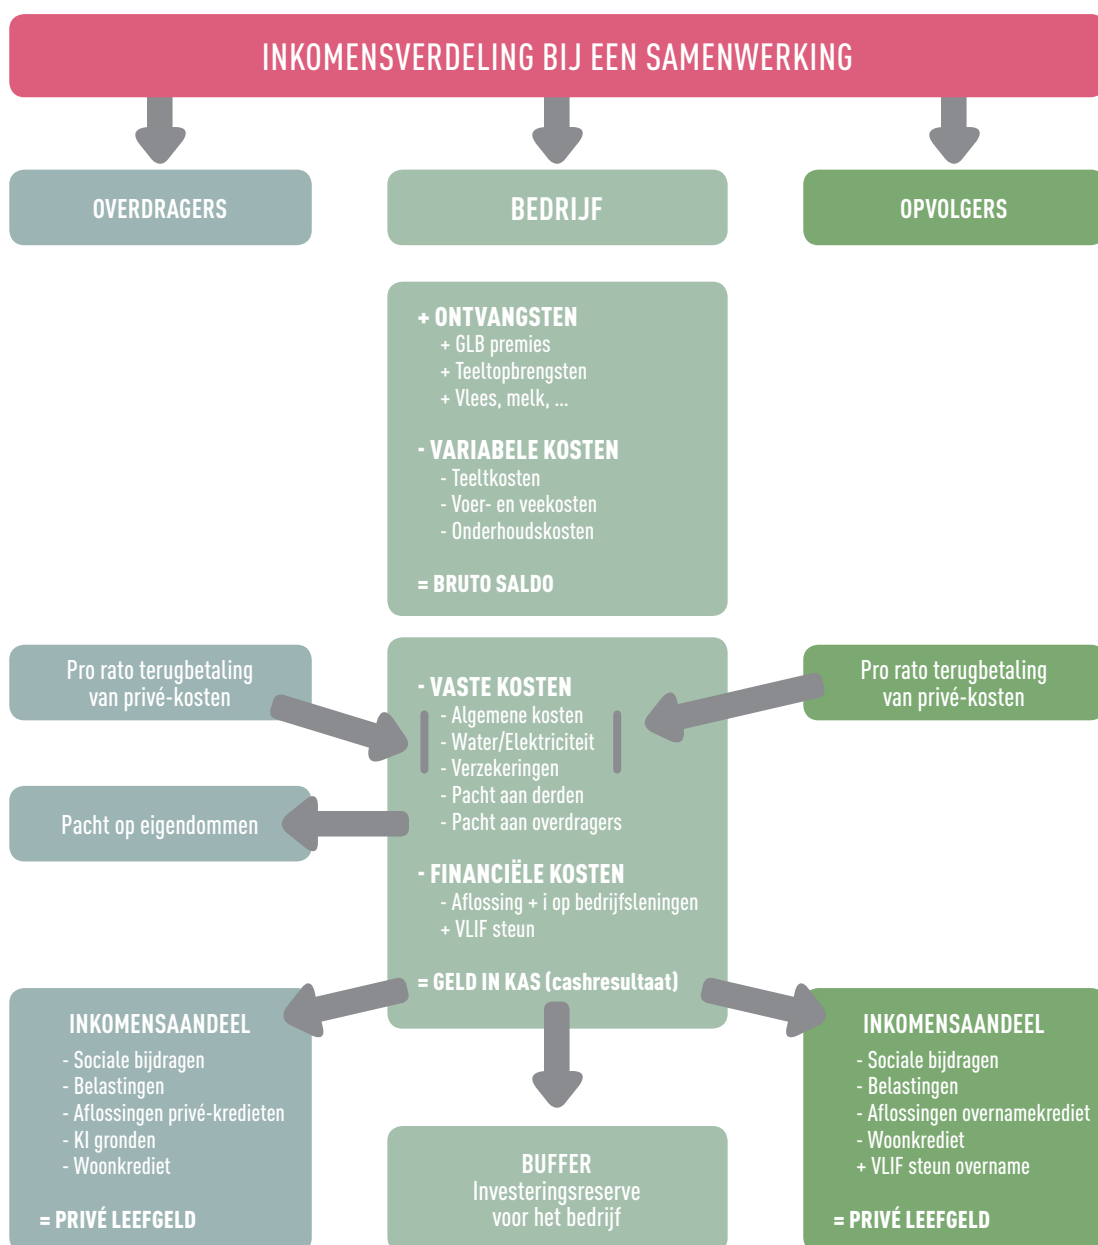 INKOMENSVERDELING BIJ EEN SAMENWERKING
OVERDRAGERS
BEDRIJF
OPVOLGERS
+ ONTVANGSTEN
+ GLB premies
+ Teeltopbrengsten
+ Vlees, melk, ...
- VARIABELE KOSTEN
- Teeltkosten
- Voer- en veekosten
- Onderhoudskosten
= BRUTO SALDO
Pro rato terugbetaling
van privé-kosten
- VASTE KOSTEN
- Algemene kosten
- Water/Elektriciteit
- Verzekeringen
- Pacht aan derden
- Pacht aan overdragers
Pro rato terugbetaling
van privé-kosten
Pacht op eigendommen
- FINANCIËLE KOSTEN
- Aflossing + i op bedrijfsleningen
+ VLIF steun
= GELD IN KAS (cashresultaat)
INKOMENSAANDEEL
- Sociale bijdragen
- Belastingen
- Aflossingen privé-kredieten
- KI gronden
- Woonkrediet
= PRIVÉ LEEFGELD
BUFFER
Investeringsreserve
voor het bedrijf
INKOMENSAANDEEL
- Sociale bijdragen
- Belastingen
- Aflossingen overnamekrediet
- Woonkrediet
+ VLIF steun overname
= PRIVÉ LEEFGELD